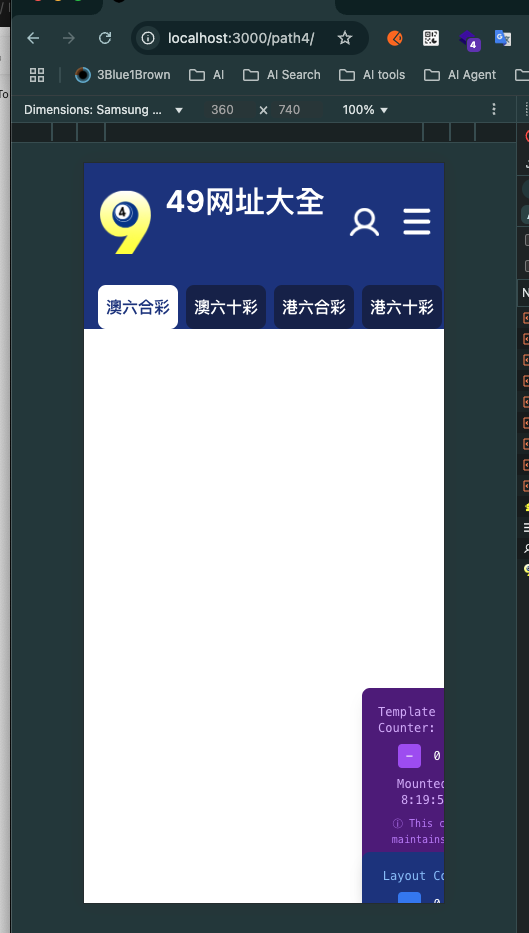 localhost:3000/path4/
4
3Blue1Brown
AI
AI Search
AI tools
AI Agent
Dimensions: Samsung ...
360
×
740
100%
4
49网址大全
澳六合彩
澳六十彩
港六合彩
港六十彩
Template
Counter:
−
0
Mounted
8:19:5
ⓘ This c
maintains
Layout Co
0